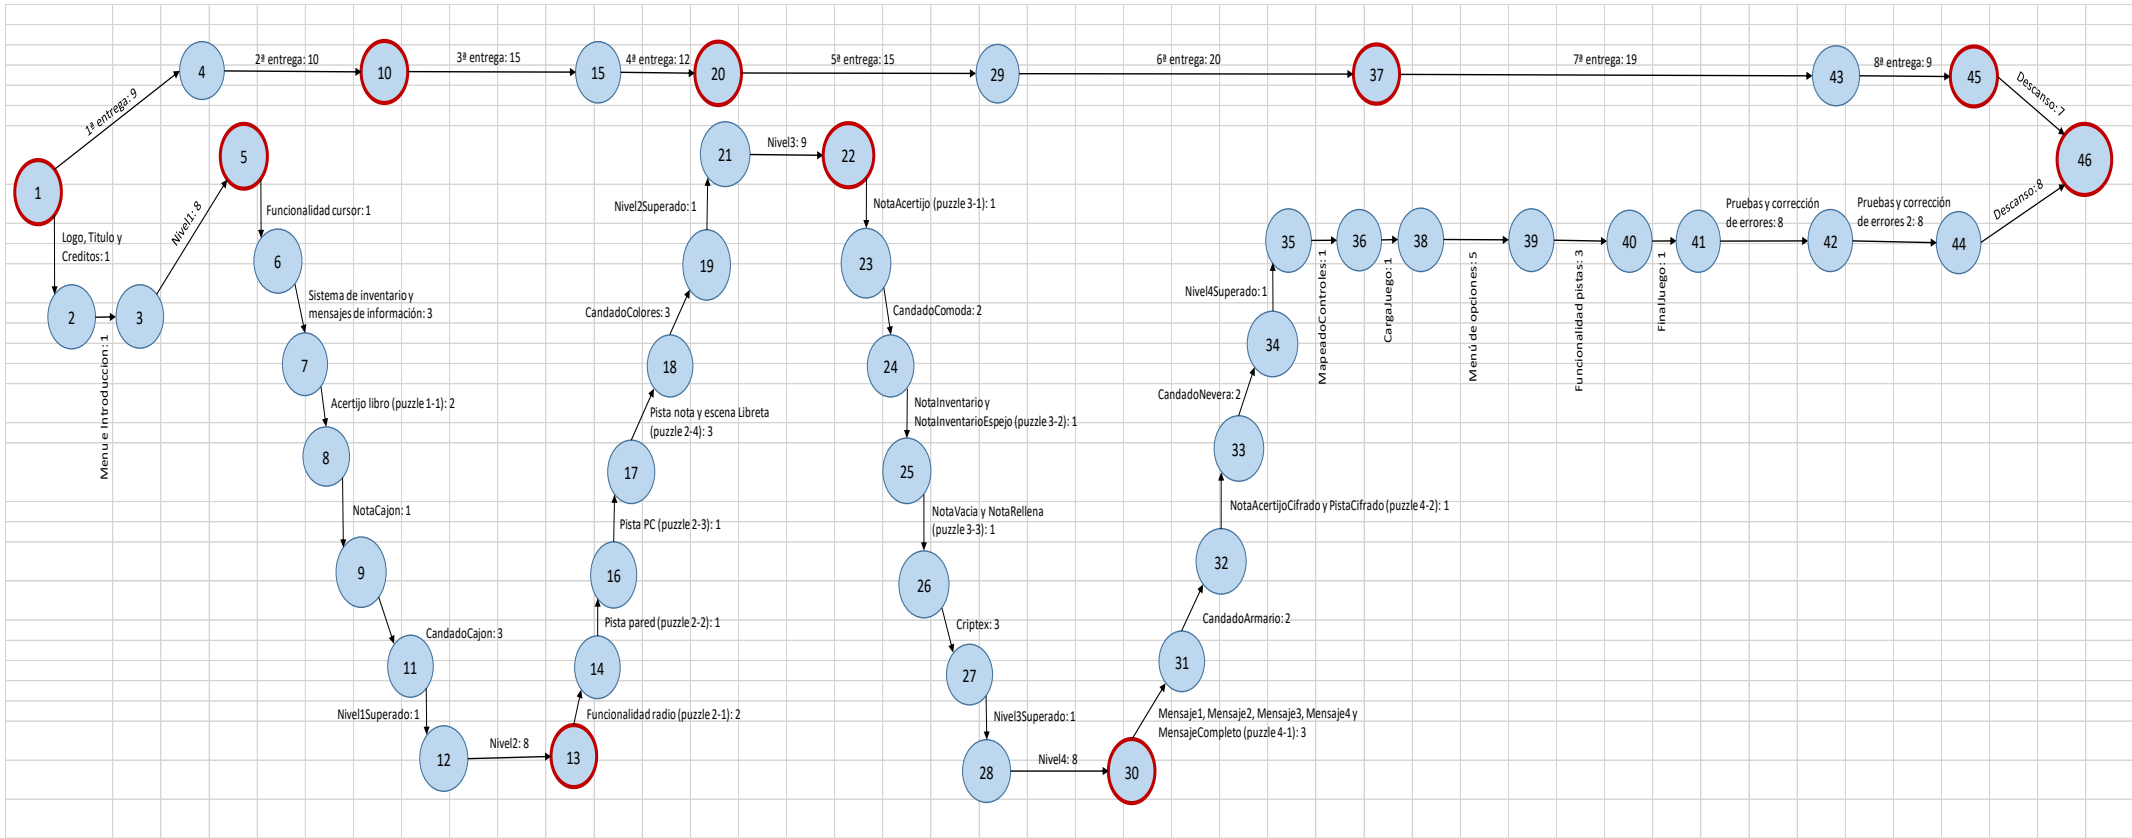 1ª entrega: 9
2ª entrega: 10
3ª entrega: 15
4ª entrega: 12
5ª entrega: 15
6ª entrega: 20
7ª entrega: 19
8ª entrega: 9
Descanso: 7
4
10
15
20
29
37
43
45
46
1
Logo, Titulo y
Creditos: 1
2
Menu e Introduccion: 1
3
Nivel1: 8
5
Funcionalidad cursor: 1
6
Sistema de inventario y
mensajes de información: 3
7
Acertijo libro (puzzle 1-1): 2
8
NotaCajon: 1
9
CandadoCajon: 3
11
Nivel1Superado: 1
12
Nivel2: 8
13
Funcionalidad radio (puzzle 2-1): 2
14
Pista pared (puzzle 2-2): 1
16
Pista PC (puzzle 2-3): 1
17
Pista nota y escena Libreta
(puzzle 2-4): 3
18
CandadoColores: 3
19
Nivel2Superado: 1
21
Nivel3: 9
22
NotaAcertijo (puzzle 3-1): 1
23
CandadoComoda: 2
24
NotaInventario y
NotaInventarioEspejo (puzzle 3-2): 1
25
NotaVacia y NotaRellena
(puzzle 3-3): 1
26
Criptex: 3
27
Nivel3Superado: 1
28
Nivel4: 8
30
Mensaje1, Mensaje2, Mensaje3, Mensaje4 y
MensajeCompleto (puzzle 4-1): 3
31
CandadoArmario: 2
32
NotaAcertijoCifrado y PistaCifrado (puzzle 4-2): 1
33
CandadoNevera: 2
34
Nivel4Superado: 1
35
MapeadoControles: 1
36
CargaJuego: 1
38
Menú de opciones: 5
39
Funcionalidad pistas: 3
40
FinalJuego: 1
41
Pruebas y corrección
de errores: 8
42
Pruebas y corrección
de errores 2: 8
44
Descanso: 8